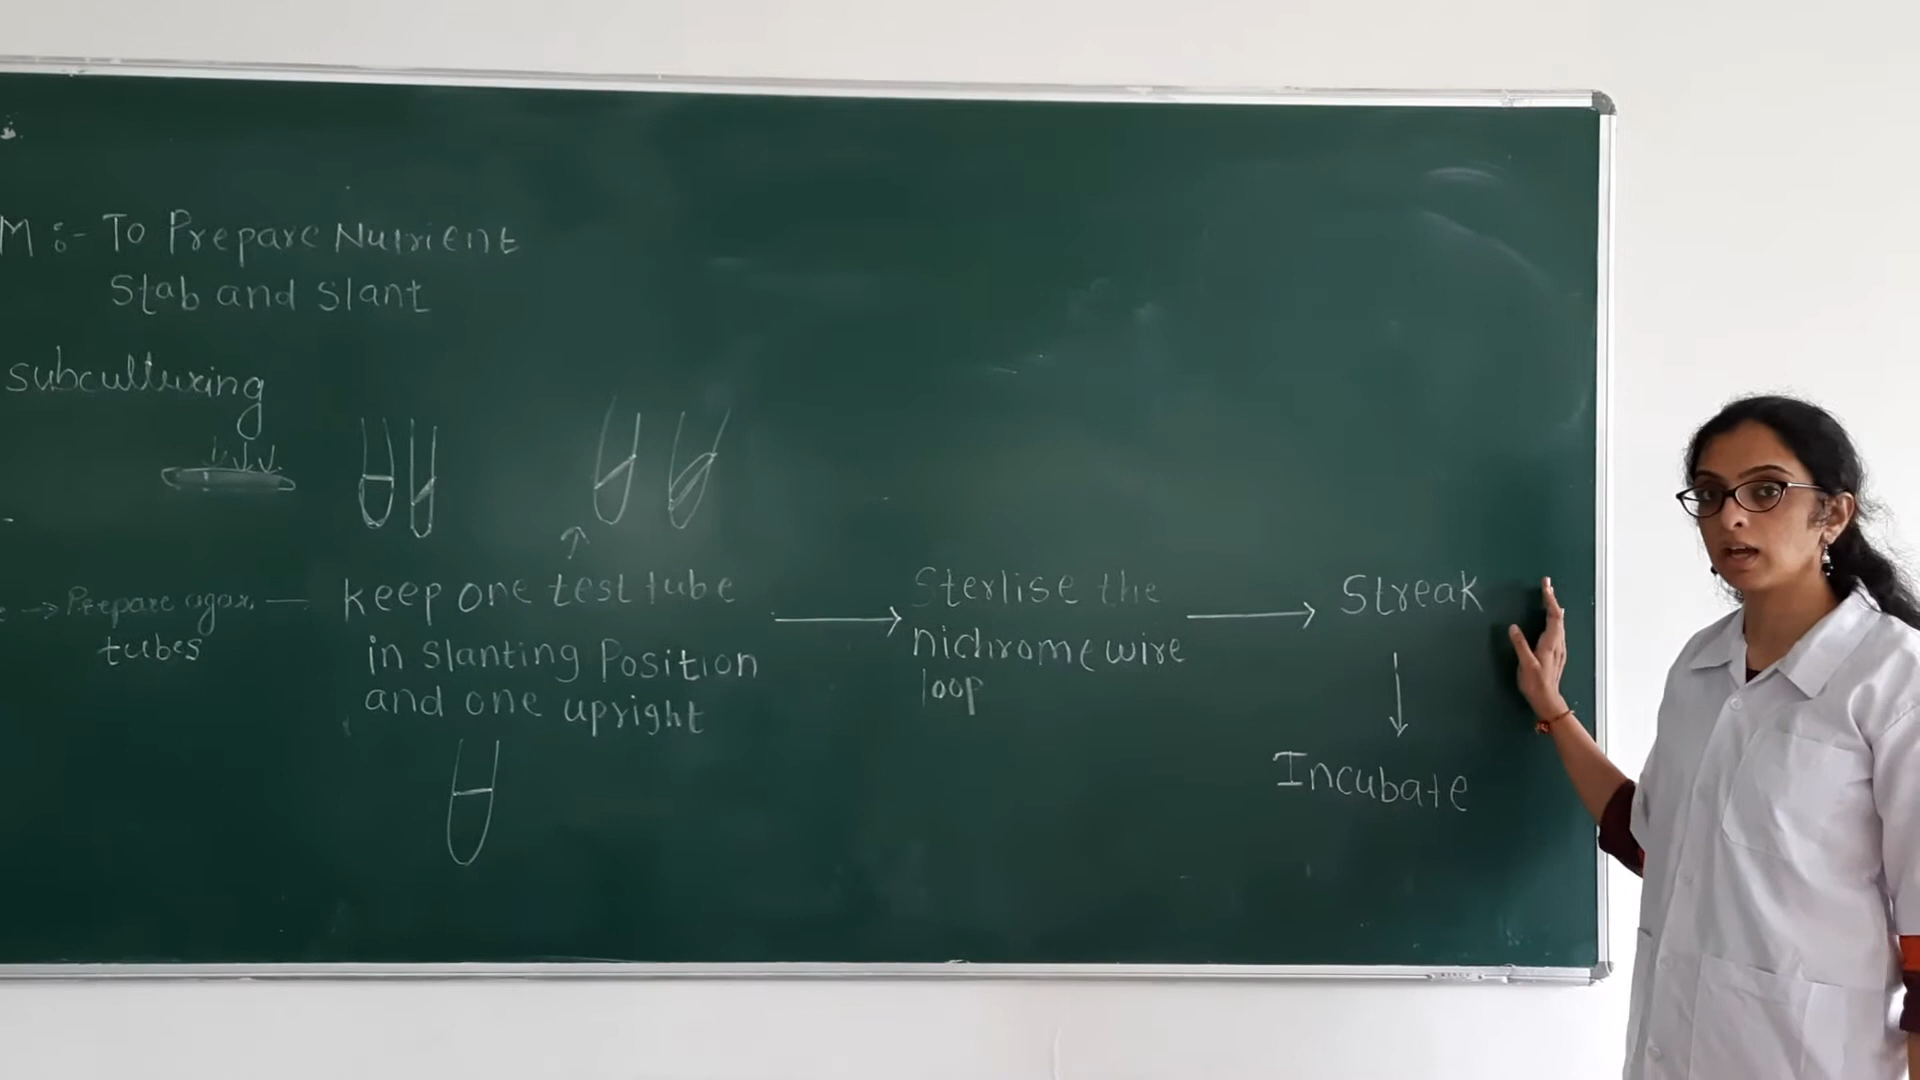 M :- To Prepare Nutrient
Stab and Slant
subculturing
→ Prepare agar
tubes
keep one test tube
in slanting Position
and one upright
Sterlise the
nichrome wire
loop
Streak
Incubate